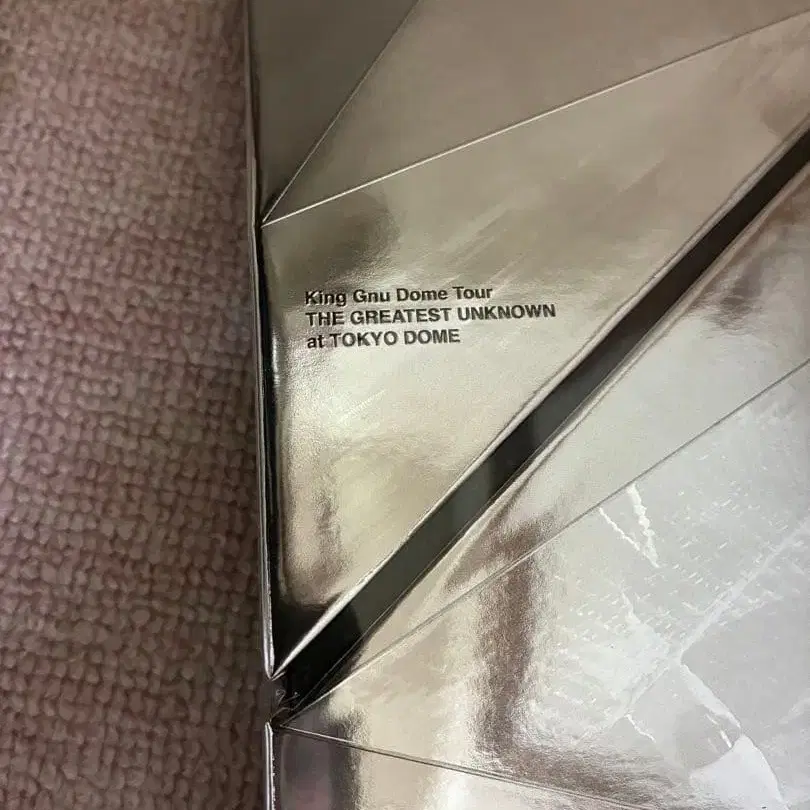 King Gnu Dome Tour
THE GREATEST UNKNOWN
at TOKYO DOME